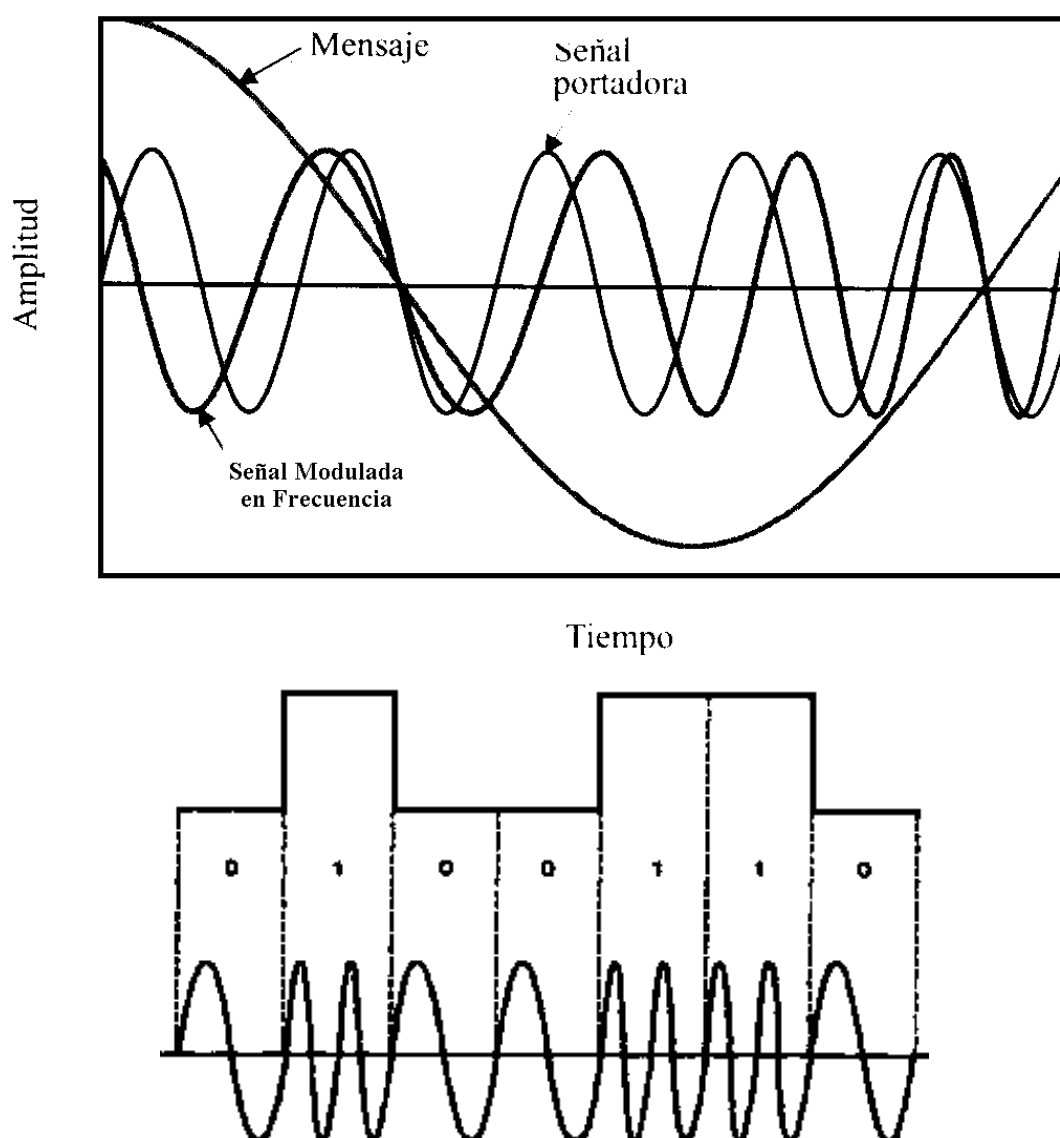 Mensaje
Señal
portadora
Amplitud
Señal Modulada
en Frecuencia
Tiempo
0 1 0 0 1 1 0